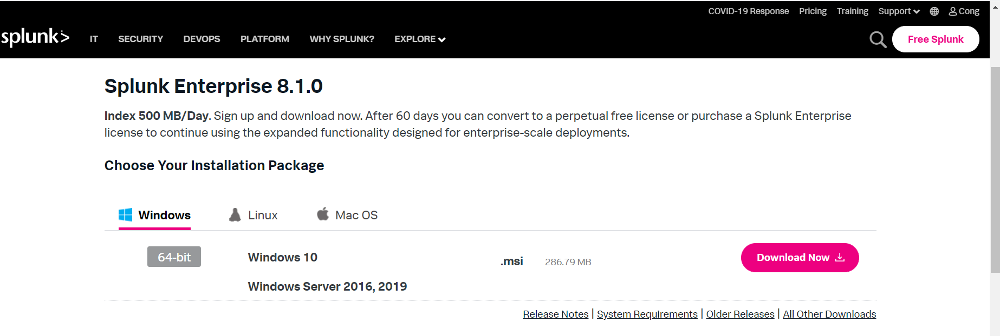 COVID-19 Response Pricing Training Support Cong
splunk> IT SECURITY DEVOPS PLATFORM WHY SPLUNK? EXPLORE Free Splunk
Splunk Enterprise 8.1.0
Index 500 MB/Day. Sign up and download now. After 60 days you can convert to a perpetual free license or purchase a Splunk Enterprise
license to continue using the expanded functionality designed for enterprise-scale deployments.
Choose Your Installation Package
Windows Linux Mac OS
64-bit Windows 10 .msi 286.79 MB Download Now
Windows Server 2016, 2019
Release Notes | System Requirements | Older Releases | All Other Downloads